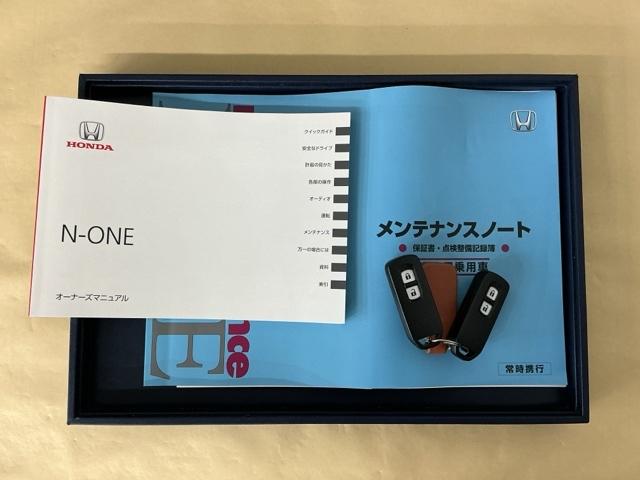 HONDA
N-ONE
オーナーズマニュアル
クイックガイド
安全なドライブ
計器の見かた
各部の操作
オーディオ
運転
メンテナンス
万一の場合には
資料
索引
メンテナンスノート
保証書・点検整備記録簿
乗用車
常時携行
nce
E